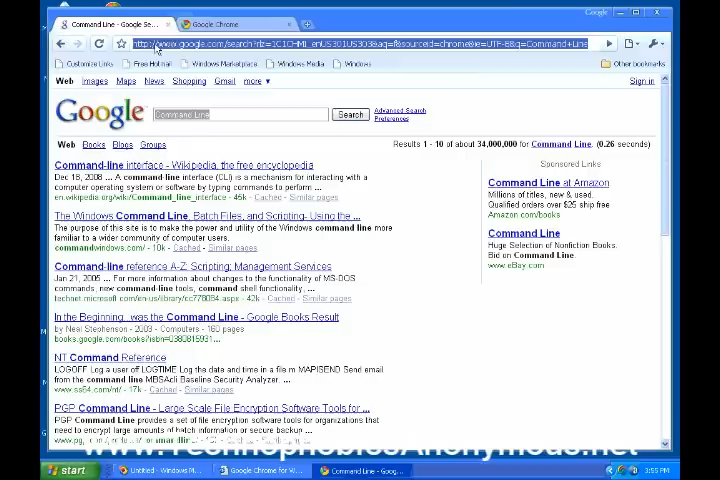 Google
Command Line - Google Se...
Google Chrome
http://www.google.com/search?rlz=1C1CHMI_enUS301US303&aq=f&sourceid=chrome&ie=UTF-8&q=Command+Line
Customize Links Free Hotmail Windows Marketplace Windows Media Windows Other bookmarks
Web Images Maps News Shopping Gmail more ▼ Sign in
Google Command Line Search Advanced Search
Preferences
Web Books Blogs Groups Results 1 - 10 of about 34,000,000 for Command Line. (0.26 seconds)
Command-line interface - Wikipedia, the free encyclopedia
Dec 18, 2008 ... A command-line interface (CLI) is a mechanism for interacting with a
computer operating system or software by typing commands to perform ...
en.wikipedia.org/wiki/Command_line_interface - 45k - Cached - Similar pages
The Windows Command Line, Batch Files, and Scripting- Using the ...
The purpose of this site is to make the power and utility of the Windows command line more
familiar to a wider community of computer users.
commandwindows.com/ - 10k - Cached - Similar pages
Command-line reference A-Z: Scripting; Management Services
Jan 21, 2005 ... For more information about changes to the functionality of MS-DOS
commands, new command-line tools, command shell functionality, ...
technet.microsoft.com/en-us/library/cc778084.aspx - 42k - Cached - Similar pages
In the Beginning...was the Command Line - Google Books Result
by Neal Stephenson - 2003 - Computers - 160 pages
books.google.com/books?isbn=0380815931...
NT Command Reference
LOGOFF Log a user off LOGTIME Log the date and time in a file m MAPISEND Send email
from the command line MBSAcli Baseline Security Analyzer. ...
www.ss64.com/nt/ - 17k - Cached - Similar pages
PGP Command Line - Large Scale File Encryption Software Tools for ...
PGP Command Line provides a set of file encryption software tools for organizations that
need to encrypt large amounts of batch information or secure backup. ...
Sponsored Links
Command Line at Amazon
Millions of titles, new & used.
Qualified orders over $25 ship free
Amazon.com/books
Command Line
Huge Selection of Nonfiction Books.
Bid on Command Line.
www.eBay.com
www.TechnophobiosAnonymous.net
start Untitled - Windows M... Google Chrome for W... Command Line - Goog... 3:55 PM